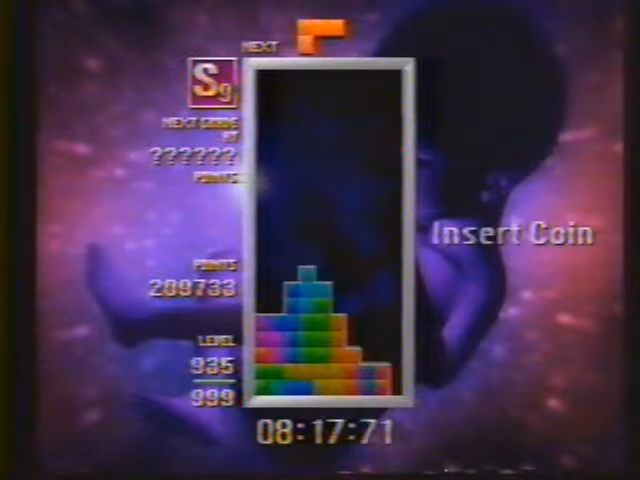 NEXT
S9
NEXT GRADE
AT
??????
POINTS
Insert Coin
POINTS
209733
LEVEL
935
999
08:17:71